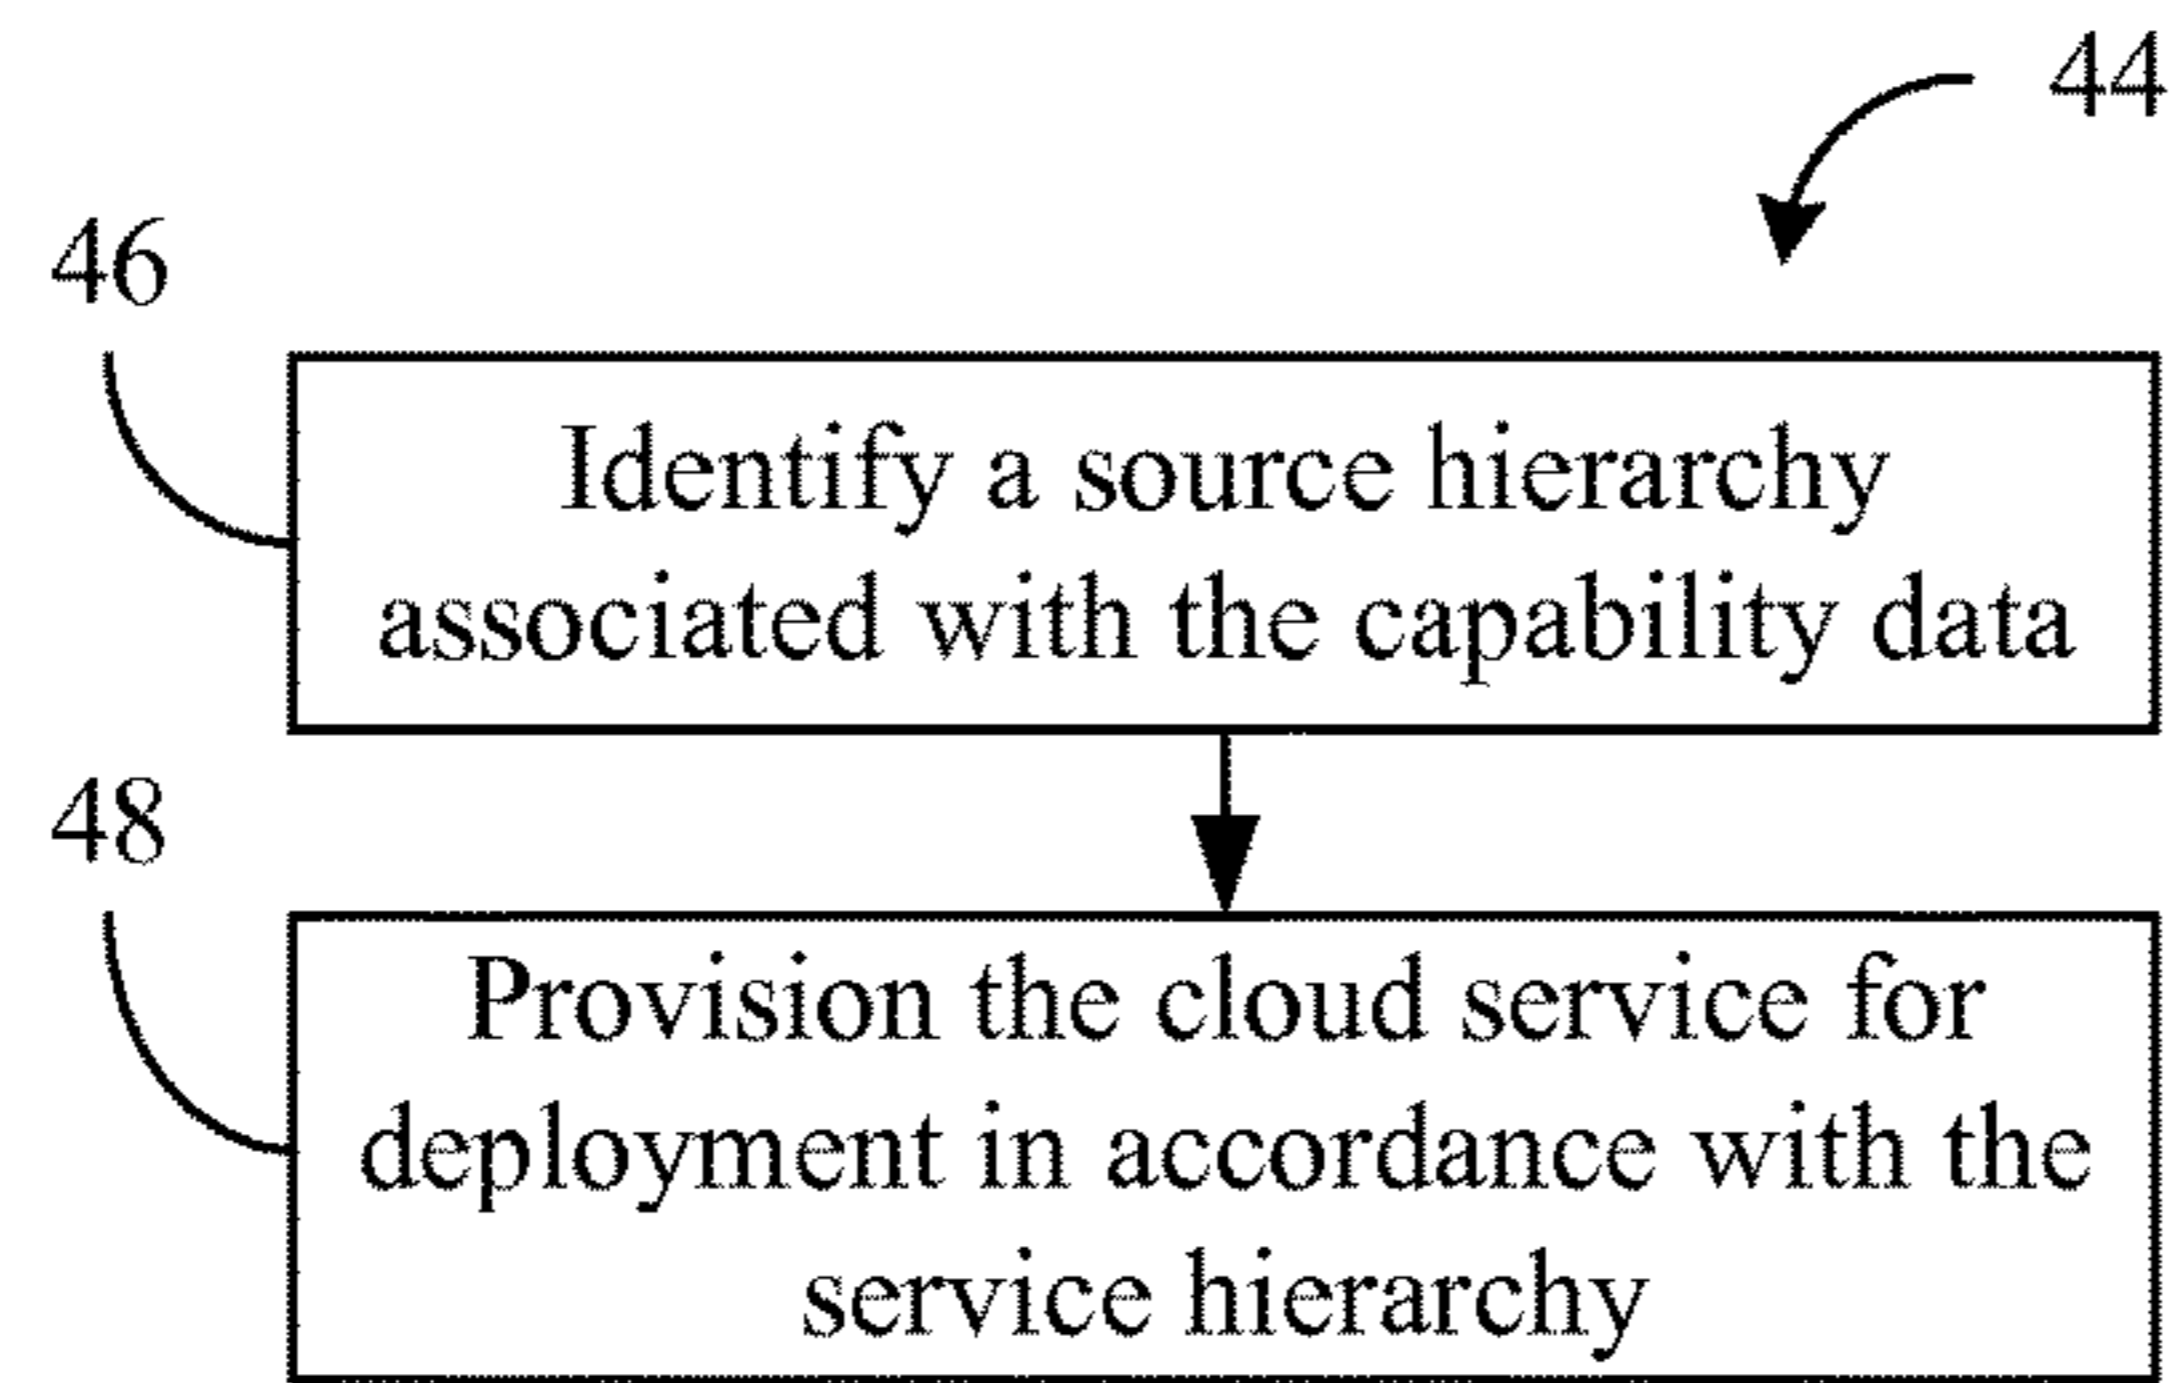 44
46
Identify a source hierarchy
associated with the capability data
48
Provision the cloud service for
deployment in accordance with the
service hierarchy